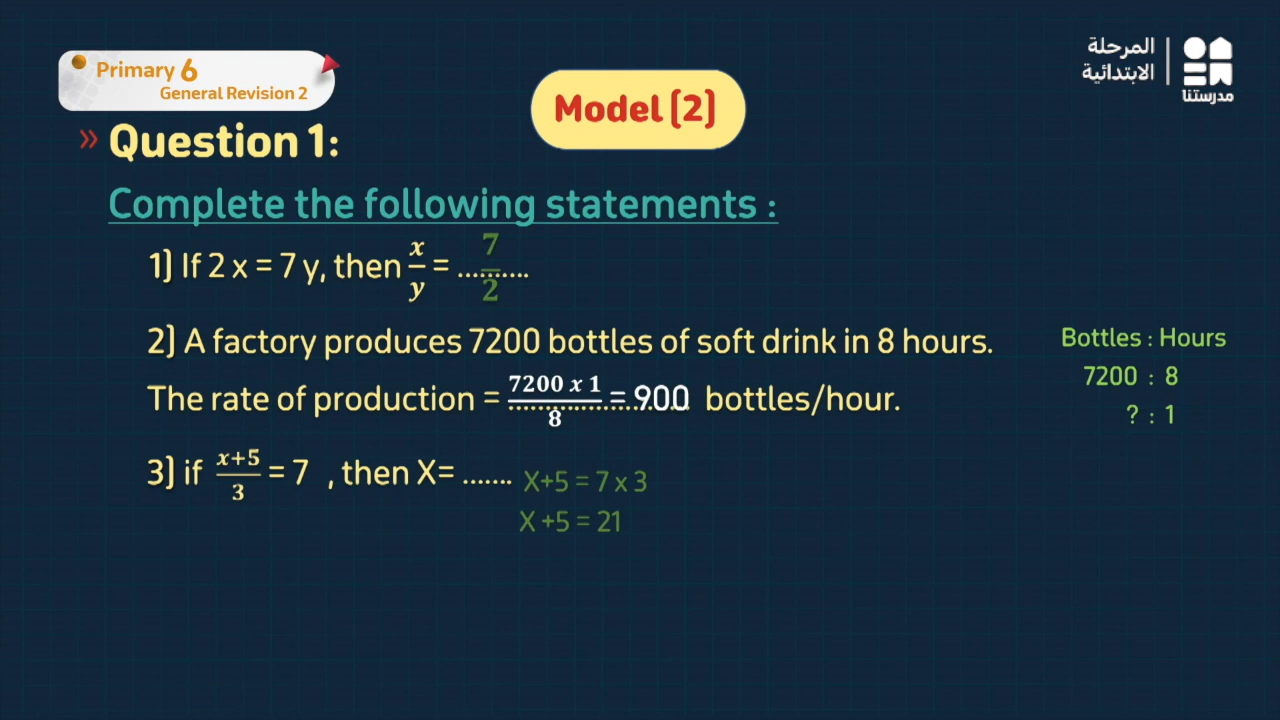 Primary 6
General Revision 2
Model (2)
المرحلة
الابتدائية
مدرستنا
» Question 1:
Complete the following statements :
1) If 2 x = 7 y, then x/y = .......... 7/2
2) A factory produces 7200 bottles of soft drink in 8 hours.
The rate of production = 7200 x 1/8 = 900 bottles/hour.
Bottles : Hours
7200 : 8
? : 1
3) if x+5/3 = 7 , then X= ....... X+5 = 7 x 3
X +5 = 21